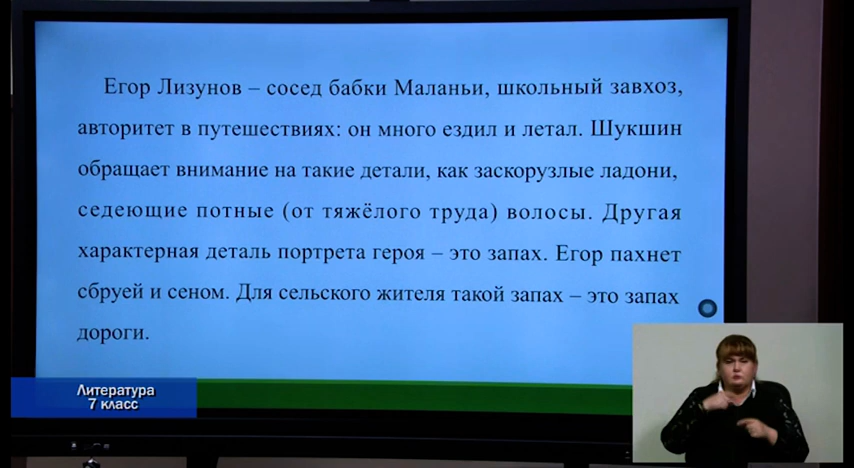 Егор Лизунов – сосед бабки Маланьи, школьный завхоз,
авторитет в путешествиях: он много ездил и летал. Шукшин
обращает внимание на такие детали, как заскорузлые ладони,
седеющие потные (от тяжёлого труда) волосы. Другая
характерная деталь портрета героя – это запах. Егор пахнет
сбруей и сеном. Для сельского жителя такой запах – это запах
дороги.
Литература
7 класс